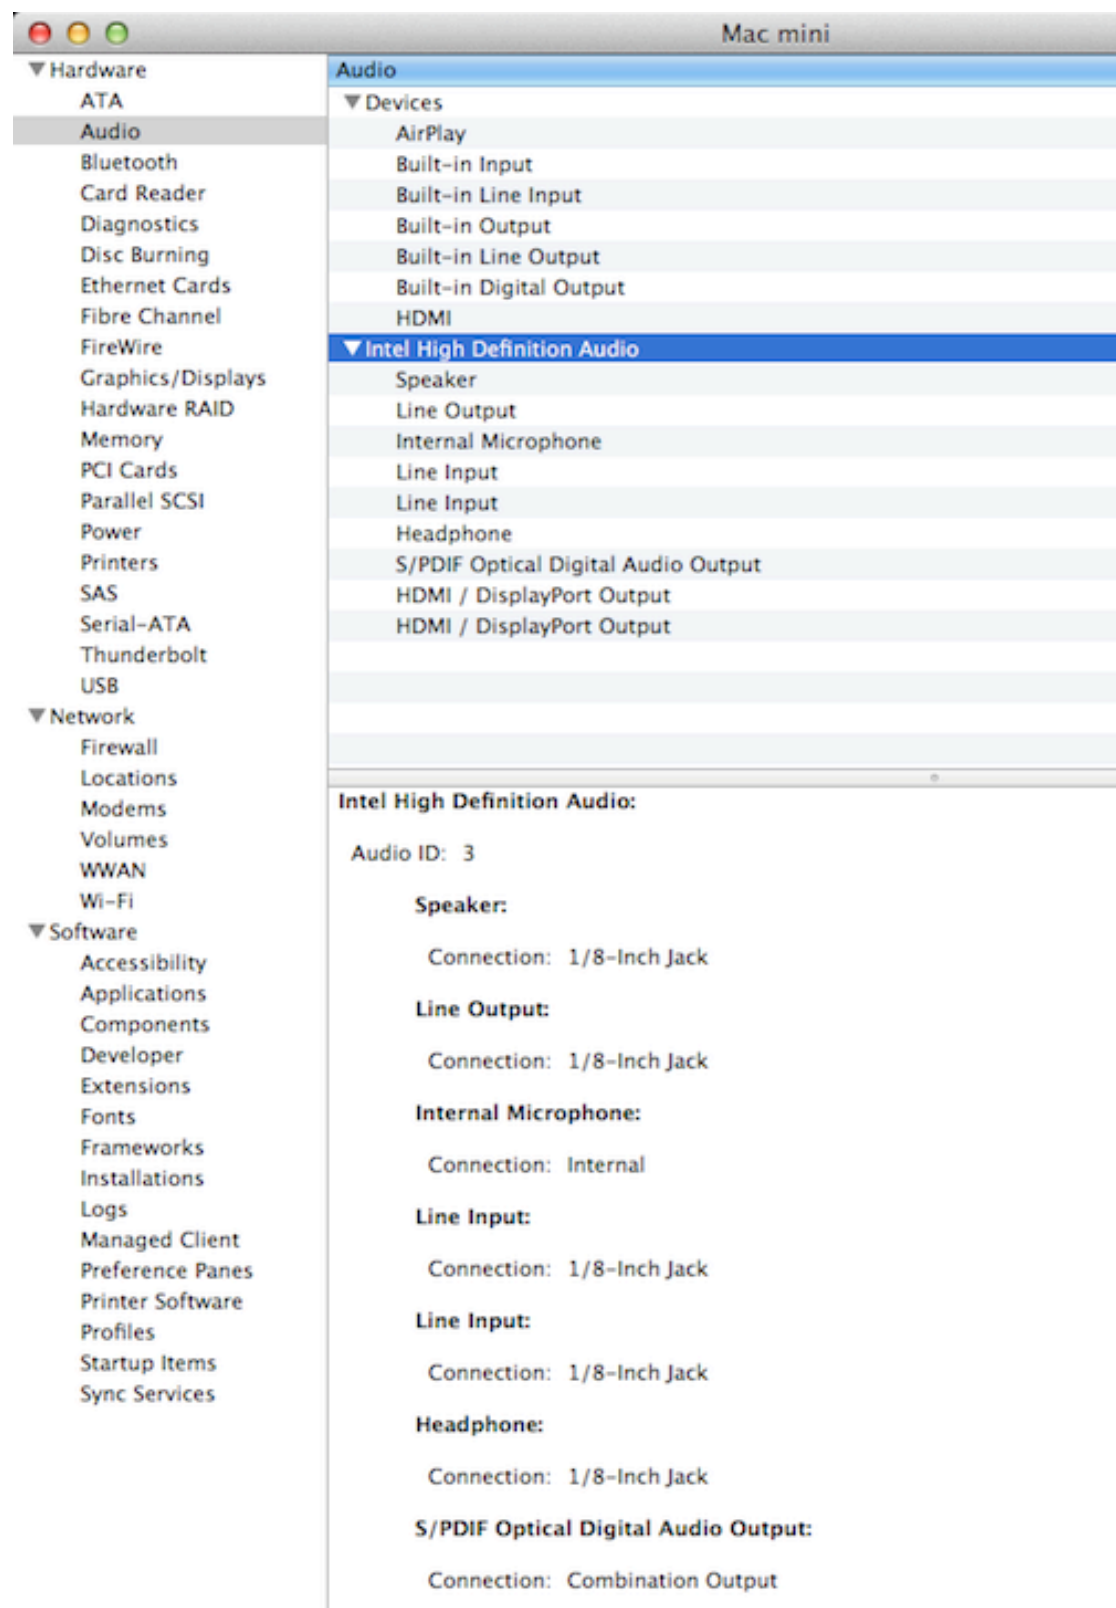 Mac mini
Hardware
ATA
Audio
Bluetooth
Card Reader
Diagnostics
Disc Burning
Ethernet Cards
Fibre Channel
FireWire
Graphics/Displays
Hardware RAID
Memory
PCI Cards
Parallel SCSI
Power
Printers
SAS
Serial-ATA
Thunderbolt
USB
Network
Firewall
Locations
Modems
Volumes
WWAN
Wi-Fi
Software
Accessibility
Applications
Components
Developer
Extensions
Fonts
Frameworks
Installations
Logs
Managed Client
Preference Panes
Printer Software
Profiles
Startup Items
Sync Services
Audio
Devices
AirPlay
Built-in Input
Built-in Line Input
Built-in Output
Built-in Line Output
Built-in Digital Output
HDMI
Intel High Definition Audio
Speaker
Line Output
Internal Microphone
Line Input
Line Input
Headphone
S/PDIF Optical Digital Audio Output
HDMI / DisplayPort Output
HDMI / DisplayPort Output
Intel High Definition Audio:
Audio ID: 3
Speaker:
Connection: 1/8-Inch Jack
Line Output:
Connection: 1/8-Inch Jack
Internal Microphone:
Connection: Internal
Line Input:
Connection: 1/8-Inch Jack
Line Input:
Connection: 1/8-Inch Jack
Headphone:
Connection: 1/8-Inch Jack
S/PDIF Optical Digital Audio Output:
Connection: Combination Output